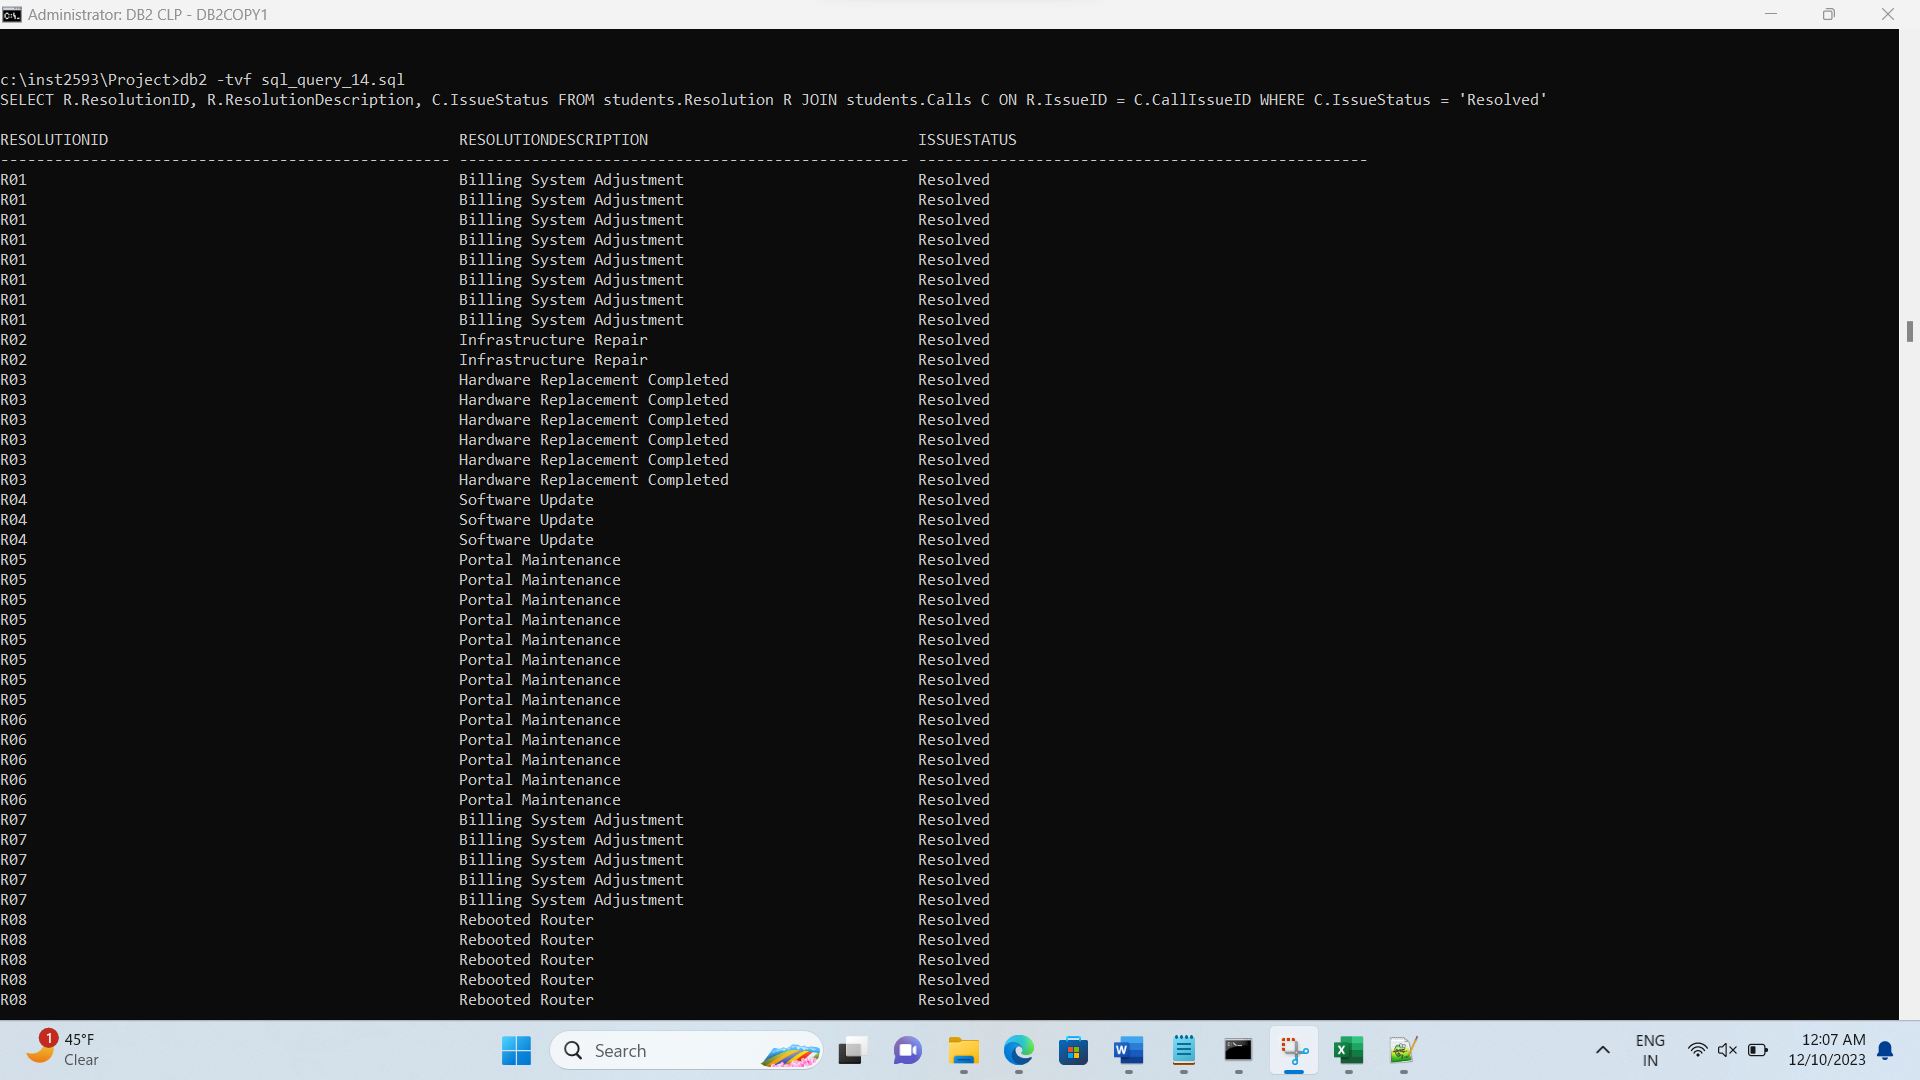 Administrator: DB2 CLP - DB2COPY1
c:\inst2593\Project>db2 -tvf sql_query_14.sql
SELECT R.ResolutionID, R.ResolutionDescription, C.IssueStatus FROM students.Resolution R JOIN students.Calls C ON R.IssueID = C.CallIssueID WHERE C.IssueStatus = 'Resolved'
RESOLUTIONID RESOLUTIONDESCRIPTION ISSUESTATUS
-------------------------------------------------- -------------------------------------------------- --------------------------------------------------
R01 Billing System Adjustment Resolved
R01 Billing System Adjustment Resolved
R01 Billing System Adjustment Resolved
R01 Billing System Adjustment Resolved
R01 Billing System Adjustment Resolved
R01 Billing System Adjustment Resolved
R01 Billing System Adjustment Resolved
R01 Billing System Adjustment Resolved
R02 Infrastructure Repair Resolved
R02 Infrastructure Repair Resolved
R03 Hardware Replacement Completed Resolved
R03 Hardware Replacement Completed Resolved
R03 Hardware Replacement Completed Resolved
R03 Hardware Replacement Completed Resolved
R03 Hardware Replacement Completed Resolved
R03 Hardware Replacement Completed Resolved
R04 Software Update Resolved
R04 Software Update Resolved
R04 Software Update Resolved
R05 Portal Maintenance Resolved
R05 Portal Maintenance Resolved
R05 Portal Maintenance Resolved
R05 Portal Maintenance Resolved
R05 Portal Maintenance Resolved
R05 Portal Maintenance Resolved
R05 Portal Maintenance Resolved
R05 Portal Maintenance Resolved
R06 Portal Maintenance Resolved
R06 Portal Maintenance Resolved
R06 Portal Maintenance Resolved
R06 Portal Maintenance Resolved
R06 Portal Maintenance Resolved
R07 Billing System Adjustment Resolved
R07 Billing System Adjustment Resolved
R07 Billing System Adjustment Resolved
R07 Billing System Adjustment Resolved
R07 Billing System Adjustment Resolved
R08 Rebooted Router Resolved
R08 Rebooted Router Resolved
R08 Rebooted Router Resolved
R08 Rebooted Router Resolved
R08 Rebooted Router Resolved
1 45°F
Clear
Search
ENG
IN
12:07 AM
12/10/2023